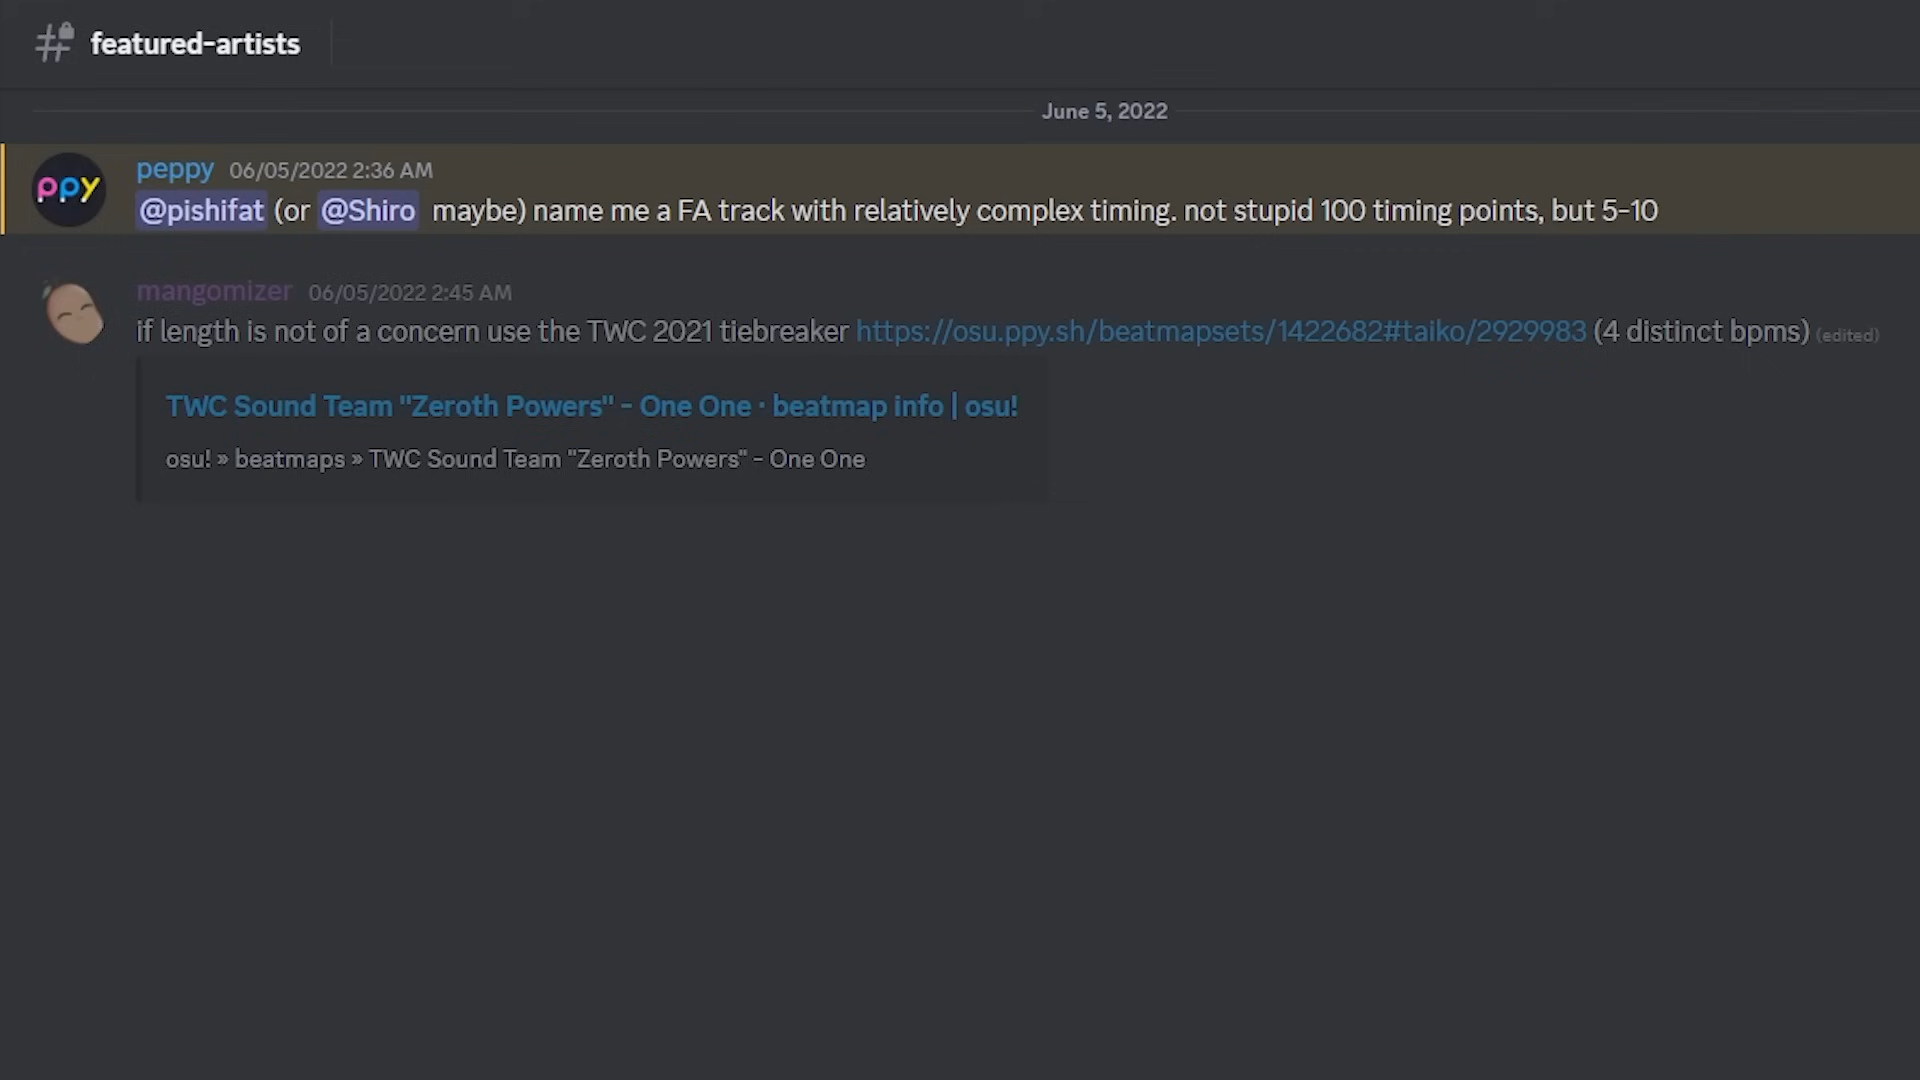 featured-artists
June 5, 2022
ppy
peppy 06/05/2022 2:36 AM
@pishifat (or @Shiro maybe) name me a FA track with relatively complex timing. not stupid 100 timing points, but 5-10
mangomizer 06/05/2022 2:45 AM
if length is not of a concern use the TWC 2021 tiebreaker https://osu.ppy.sh/beatmapsets/1422682#taiko/2929983 (4 distinct bpms) (edited)
TWC Sound Team "Zeroth Powers" - One One · beatmap info | osu!
osu! » beatmaps » TWC Sound Team "Zeroth Powers" - One One